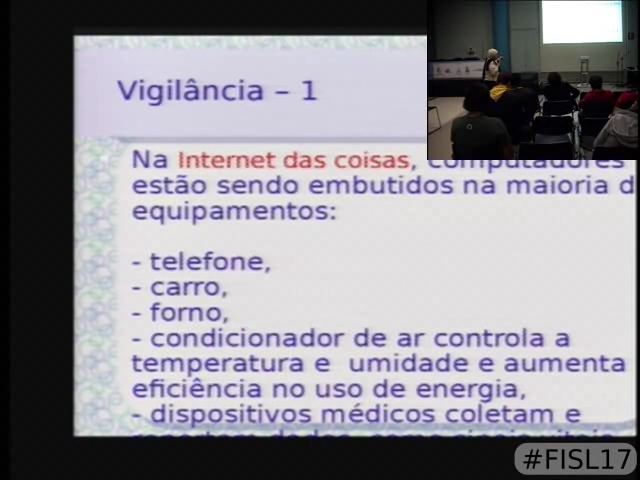 Vigilância – 1
Na Internet das coisas, computadores
estão sendo embutidos na maioria d
equipamentos:
- telefone,
- carro,
- forno,
- condicionador de ar controla a
temperatura e umidade e aumenta
eficiência no uso de energia,
- dispositivos médicos coletam e
#FISL17